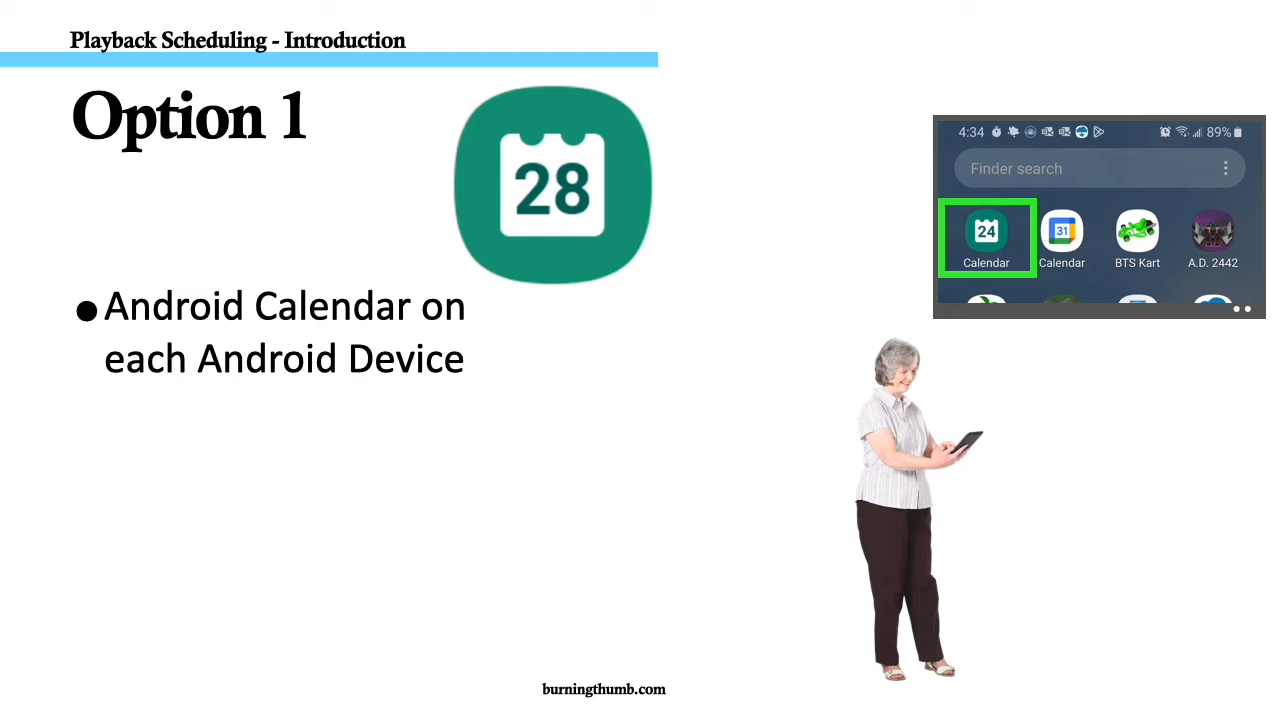 Playback Scheduling - Introduction
Option 1
28
• Android Calendar on
each Android Device
4:34 89%
Finder search
24 31
Calendar Calendar BTS Kart A.D. 2442
burningthumb.com